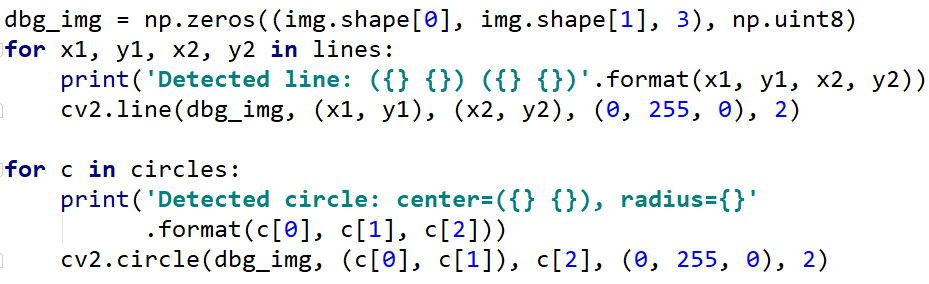 dbg_img = np.zeros((img.shape[0], img.shape[1], 3), np.uint8)
for x1, y1, x2, y2 in lines:
    print('Detected line: ({} {}) ({} {})'.format(x1, y1, x2, y2))
    cv2.line(dbg_img, (x1, y1), (x2, y2), (0, 255, 0), 2)

for c in circles:
    print('Detected circle: center=({} {}), radius={}'
          .format(c[0], c[1], c[2]))
    cv2.circle(dbg_img, (c[0], c[1]), c[2], (0, 255, 0), 2)